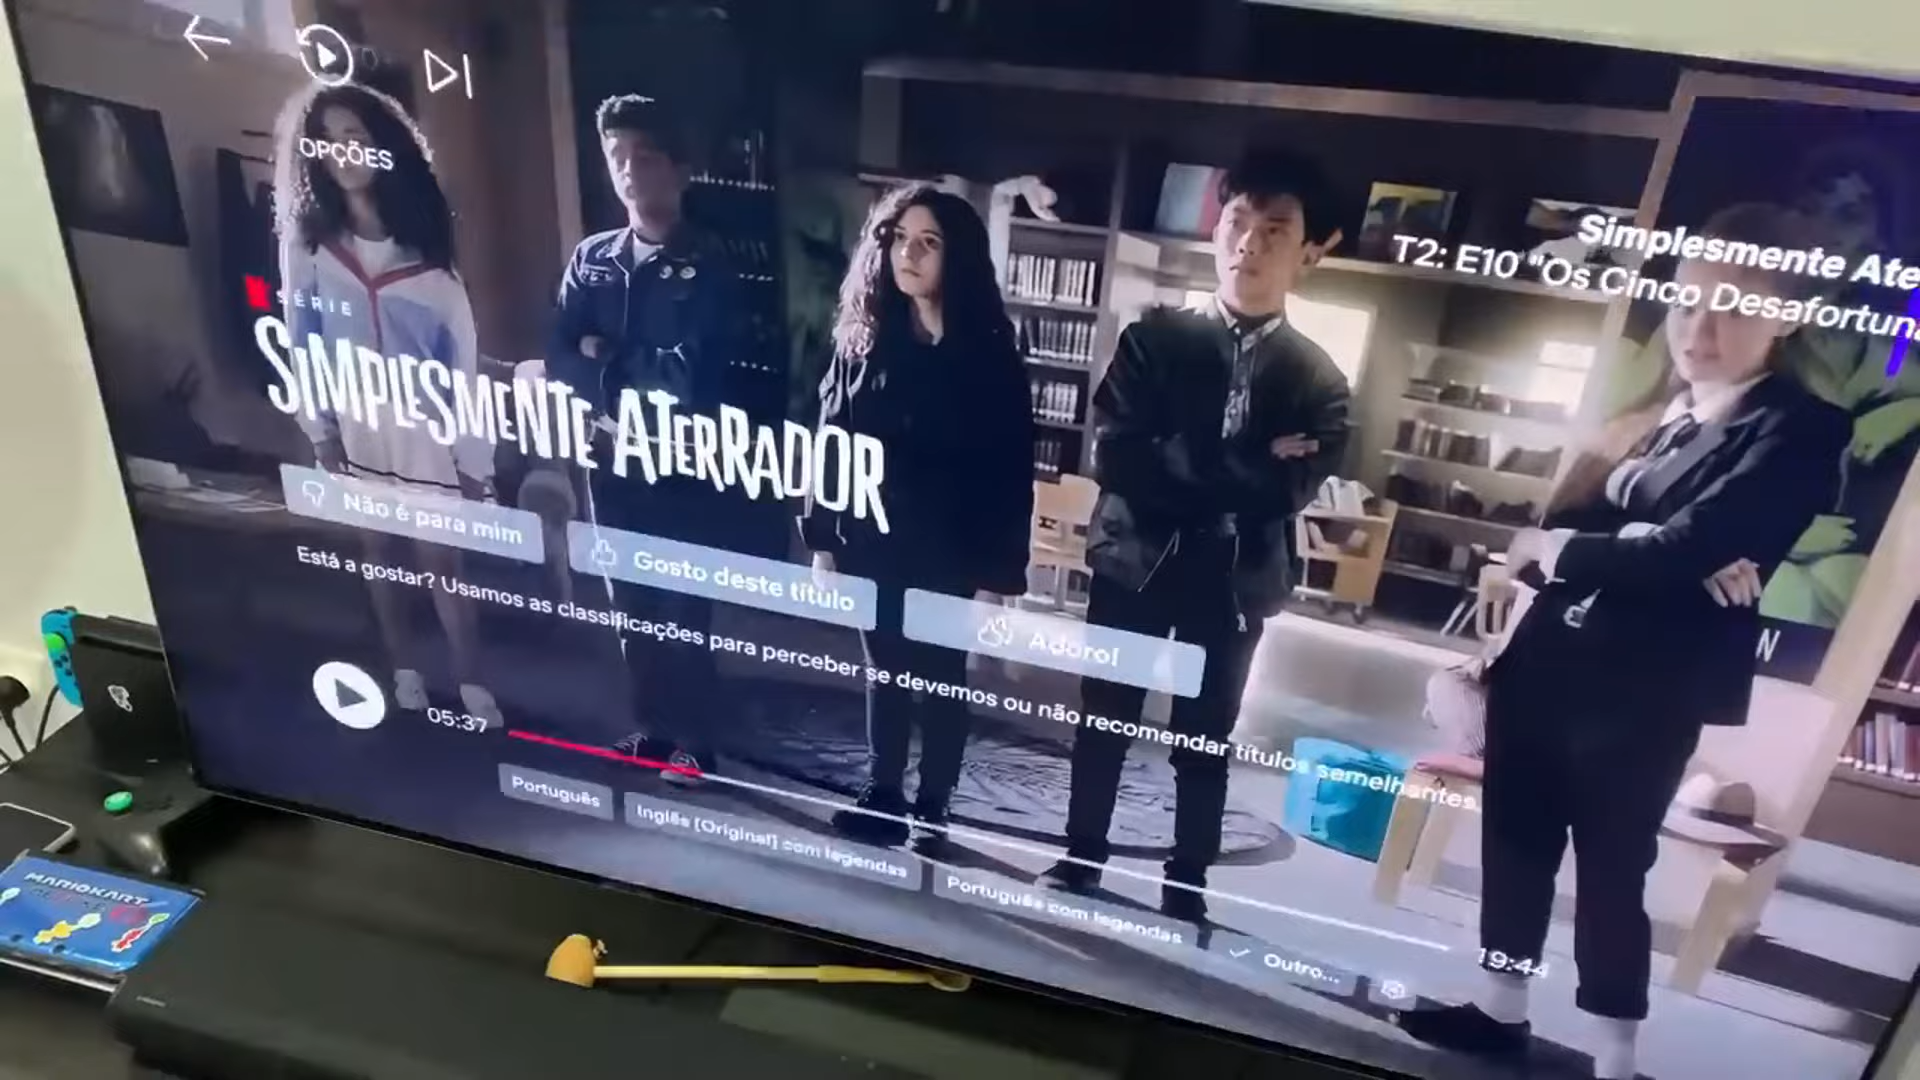 OPÇÕES
Simplesmente Ate
T2: E10 "Os Cinco Desafortuna
SÉRIE
SIMPLESMENTE ATERRADOR
Não é para mim
Gosto deste título
Adoro!
Está a gostar? Usamos as classificações para perceber se devemos ou não recomendar títulos semelhantes.
05:37
19:44
Português
Inglês [Original] com legendas
Português com legendas
Outro...
MARIOKART
N